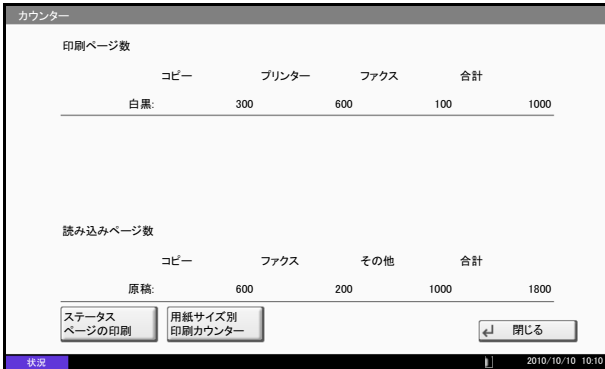 カウンター
印刷ページ数
コピー プリンター ファクス 合計
白黒: 300 600 100 1000
読み込みページ数
コピー ファクス その他 合計
原稿: 600 200 1000 1800
ステータス
ページの印刷
用紙サイズ別
印刷カウンター
閉じる
状況 2010/10/10 10:10